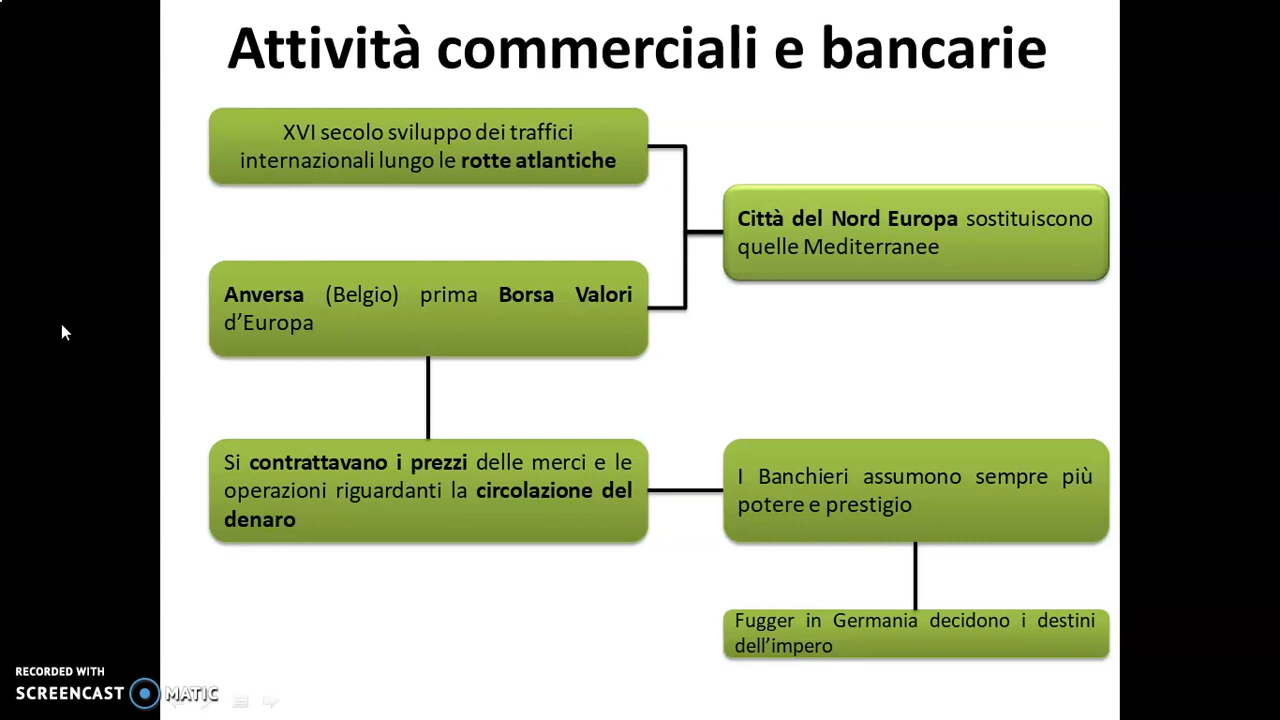 Attività commerciali e bancarie
XVI secolo sviluppo dei traffici
internazionali lungo le rotte atlantiche
Città del Nord Europa sostituiscono
quelle Mediterranee
Anversa (Belgio) prima Borsa Valori
d’Europa
Si contrattavano i prezzi delle merci e le
operazioni riguardanti la circolazione del
denaro
I Banchieri assumono sempre più
potere e prestigio
Fugger in Germania decidono i destini
dell’impero
RECORDED WITH
SCREENCAST MATIC